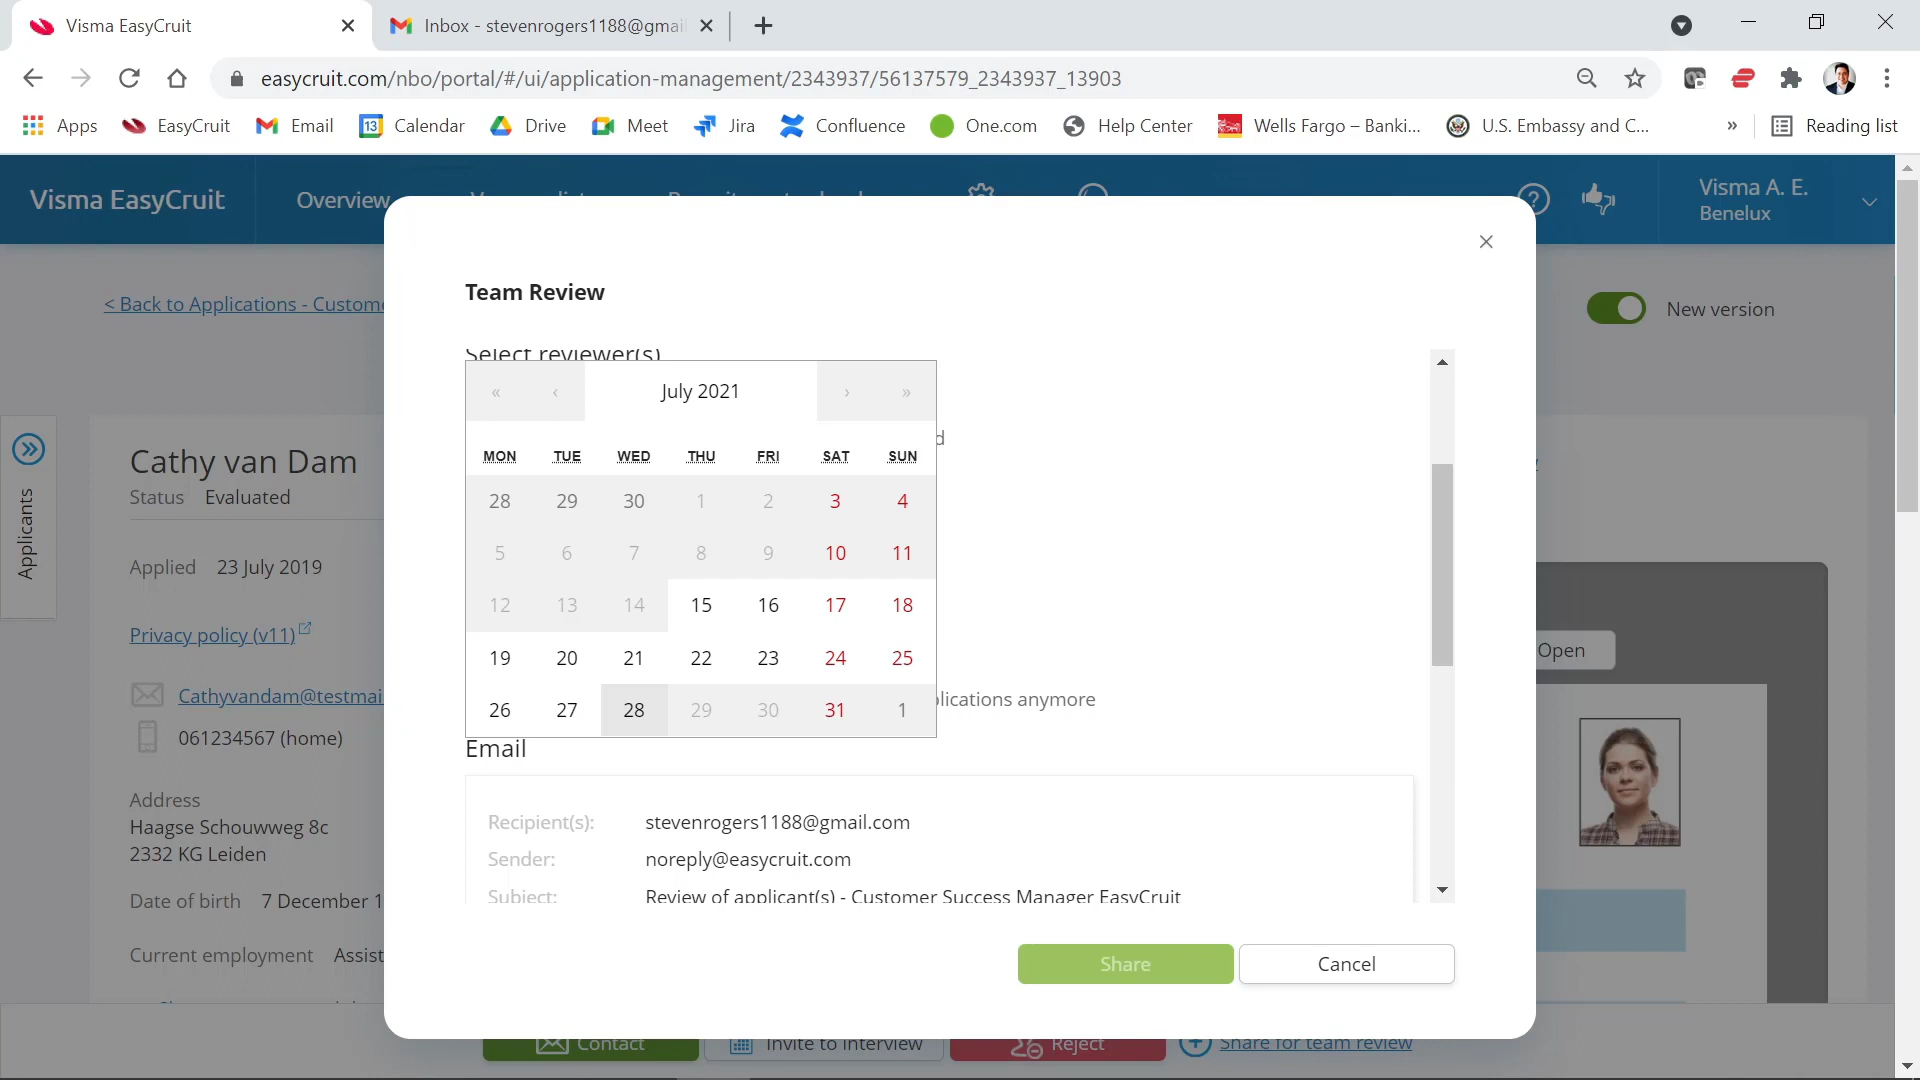 Visma EasyCruit
Inbox - stevenrogers1188@gmai
easycruit.com/nbo/portal/#/ui/application-management/2343937/56137579_2343937_13903
Apps EasyCruit Email Calendar Drive Meet Jira Confluence One.com Help Center Wells Fargo – Banki... U.S. Embassy and C... » Reading list
Visma EasyCruit Overview
Visma A. E.
Benelux
< Back to Applications - Custome
New version
Applicants
Cathy van Dam
Status Evaluated
Applied 23 July 2019
Privacy policy (v11)
Cathyvandam@testmai
061234567 (home)
Address
Haagse Schouwweg 8c
2332 KG Leiden
Date of birth 7 December 1
Current employment Assist
Team Review
Select reviewer(s)
« ‹ July 2021 › »
d
MON TUE WED THU FRI SAT SUN
28 29 30 1 2 3 4
5 6 7 8 9 10 11
12 13 14 15 16 17 18
19 20 21 22 23 24 25
26 27 28 29 30 31 1
plications anymore
Email
Recipient(s): stevenrogers1188@gmail.com
Sender: noreply@easycruit.com
Subject: Review of applicant(s) - Customer Success Manager EasyCruit
Share Cancel
Open
Contact Invite to interview Reject Share for team review